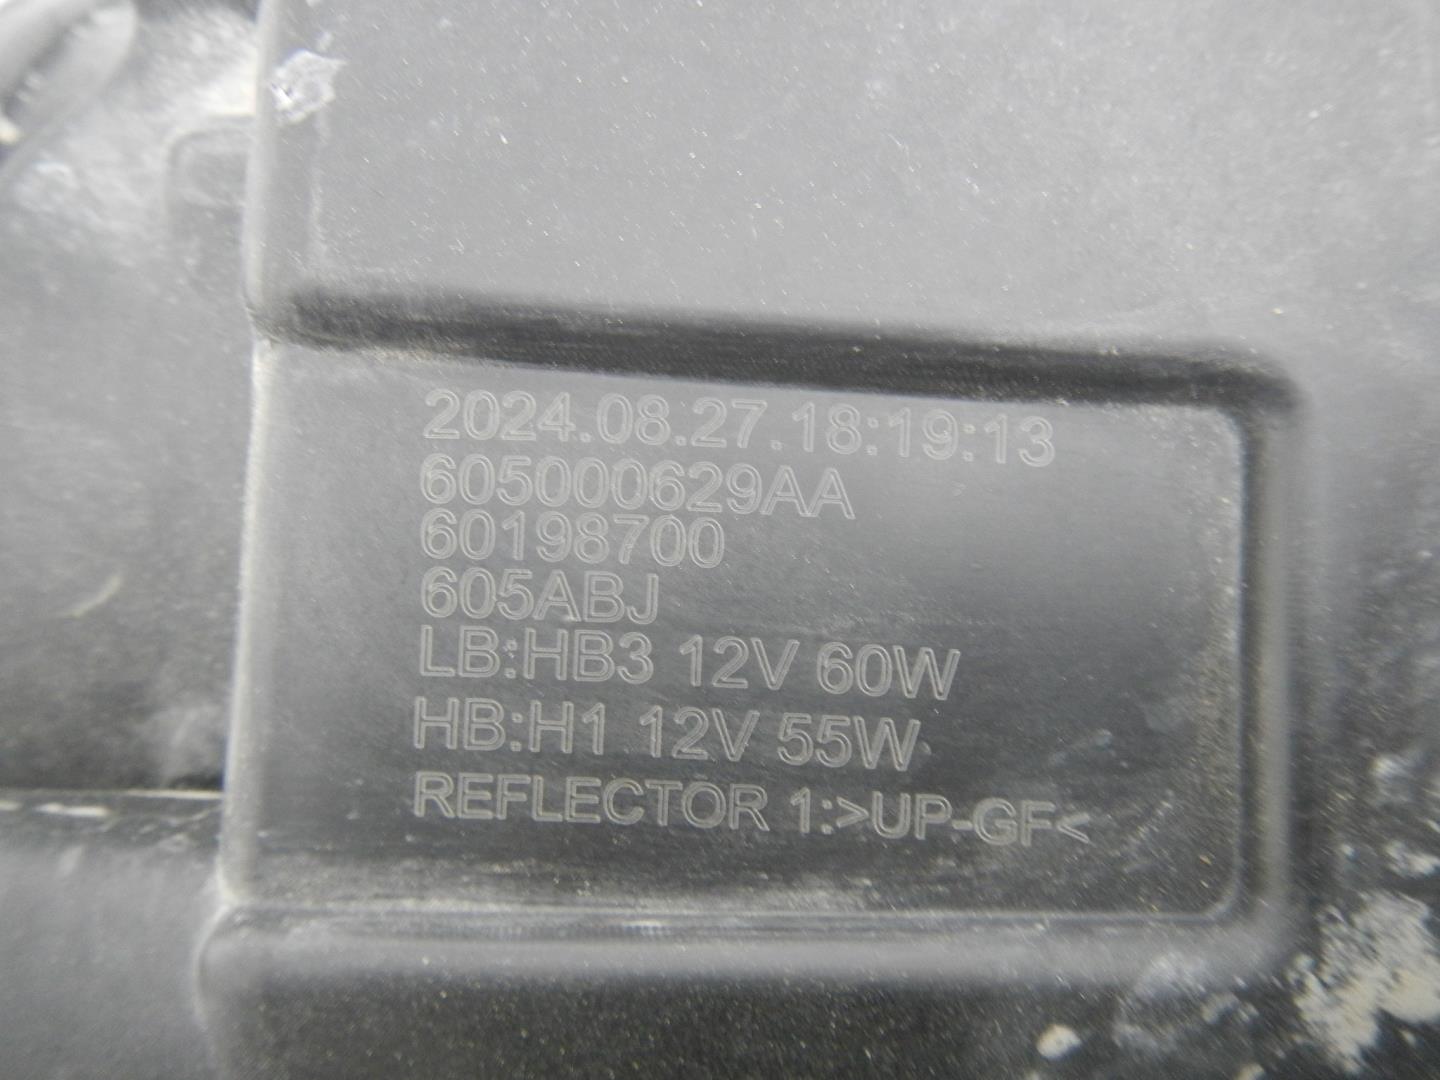 2024.08.27.18:19:13
605000629AA
60198700
605ABJ
LB:HB3 12V 60W
HB:H1 12V 55W
REFLECTOR 1:>UP-GF<